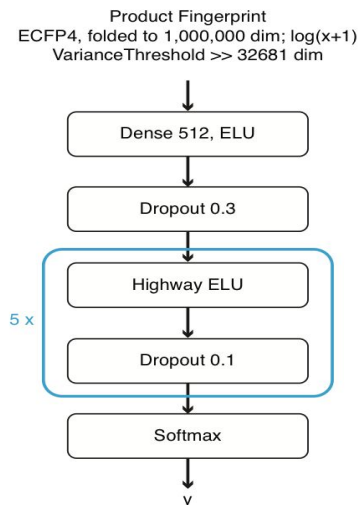 Product Fingerprint
ECFP4, folded to 1,000,000 dim; log(x+1)
VarianceThreshold >> 32681 dim
Dense 512, ELU
Dropout 0.3
Highway ELU
5 x
Dropout 0.1
Softmax
y